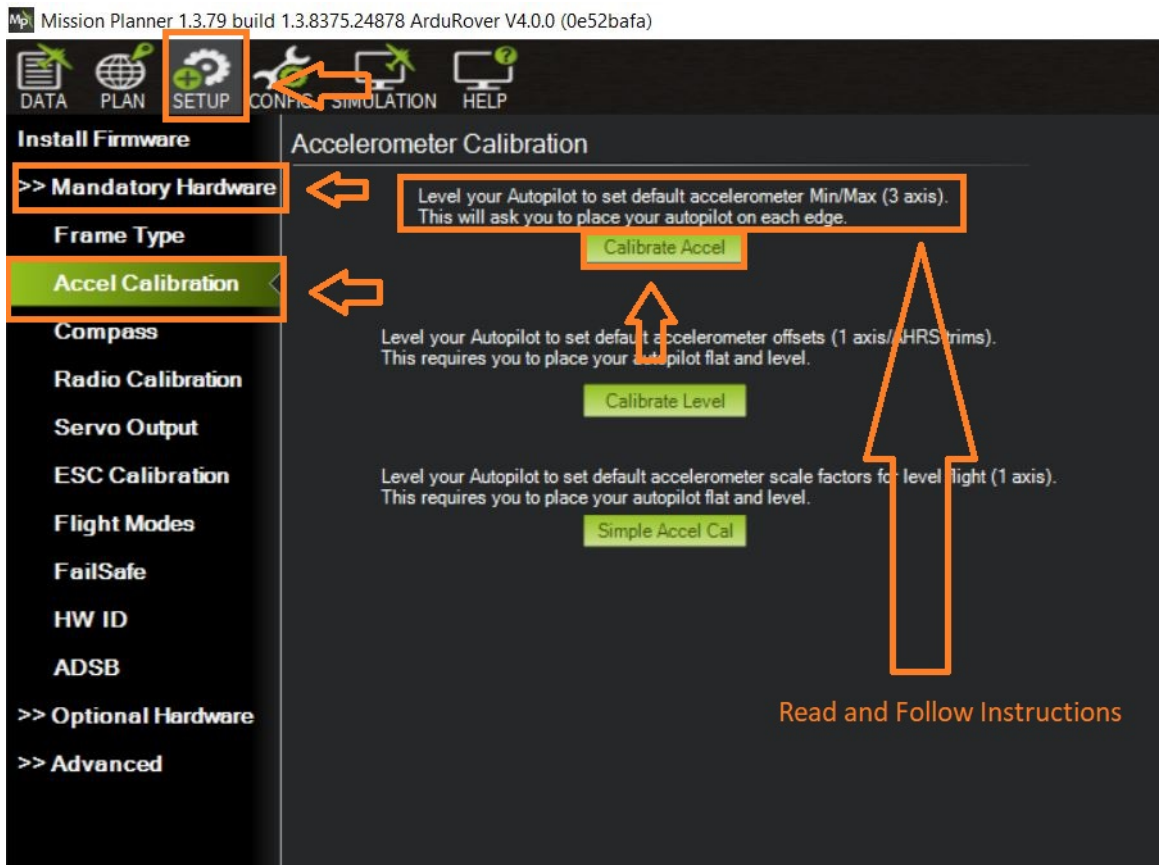 Mission Planner 1.3.79 build 1.3.8375.24878 ArduRover V4.0.0 (0e52bafa)
DATA PLAN SETUP CONFIG SIMULATION HELP
Install Firmware
>> Mandatory Hardware
Frame Type
Accel Calibration
Compass
Radio Calibration
Servo Output
ESC Calibration
Flight Modes
FailSafe
HW ID
ADSB
>> Optional Hardware
>> Advanced
Accelerometer Calibration
Level your Autopilot to set default accelerometer Min/Max (3 axis).
This will ask you to place your autopilot on each edge.
Calibrate Accel
Level your Autopilot to set default accelerometer offsets (1 axis/AHRS trims).
This requires you to place your autopilot flat and level.
Calibrate Level
Level your Autopilot to set default accelerometer scale factors for level flight (1 axis).
This requires you to place your autopilot flat and level.
Simple Accel Cal
Read and Follow Instructions